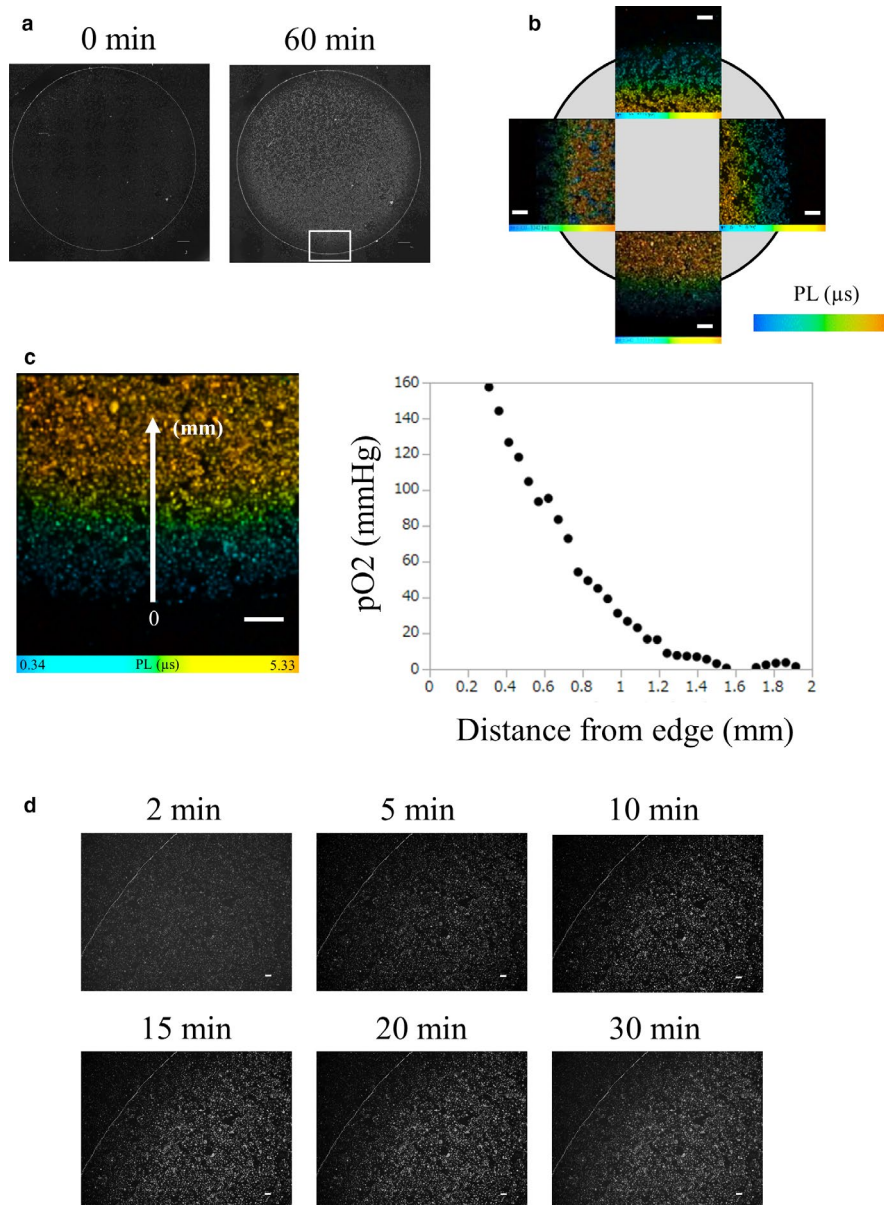 a
0 min
60 min
b
PL (µs)
c
(mm)
0
0.34 PL (µs) 5.33
160
140
120
100
80
60
40
20
0
pO2 (mmHg)
0 0.2 0.4 0.6 0.8 1 1.2 1.4 1.6 1.8 2
Distance from edge (mm)
d
2 min
5 min
10 min
15 min
20 min
30 min